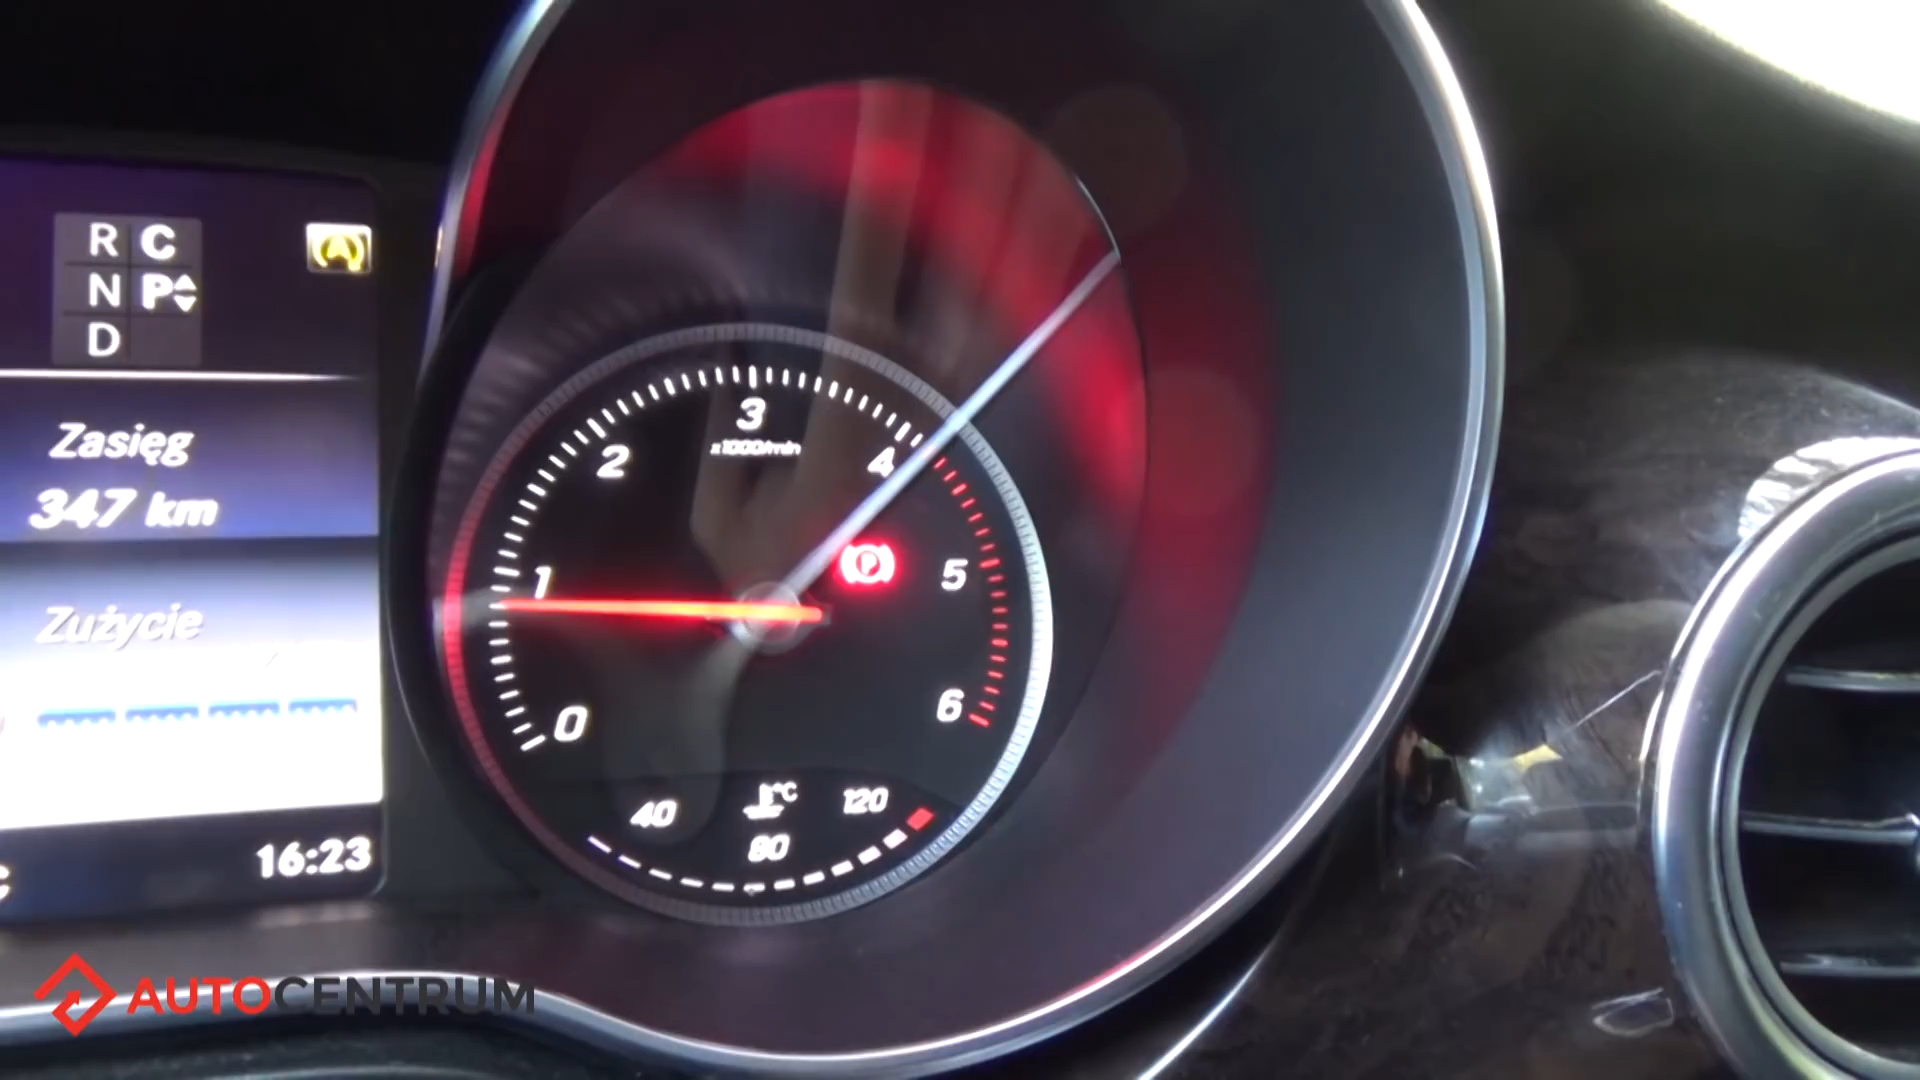 R C
N P
D
Zasięg
347 km
Zużycie
16:23
0
1
2
3
x1000/min
4
5
6
P
40
80
120
°C
AUTOCENTRUM